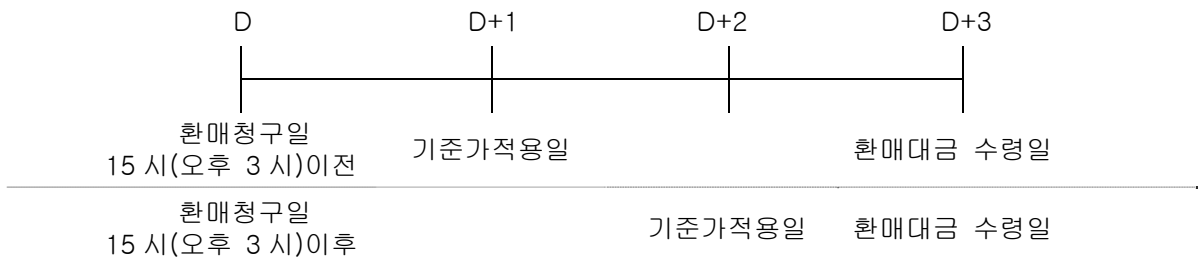 D D+1 D+2 D+3
환매청구일
15 시(오후 3 시)이전
기준가적용일
환매대금 수령일
환매청구일
15 시(오후 3 시)이후
기준가적용일
환매대금 수령일